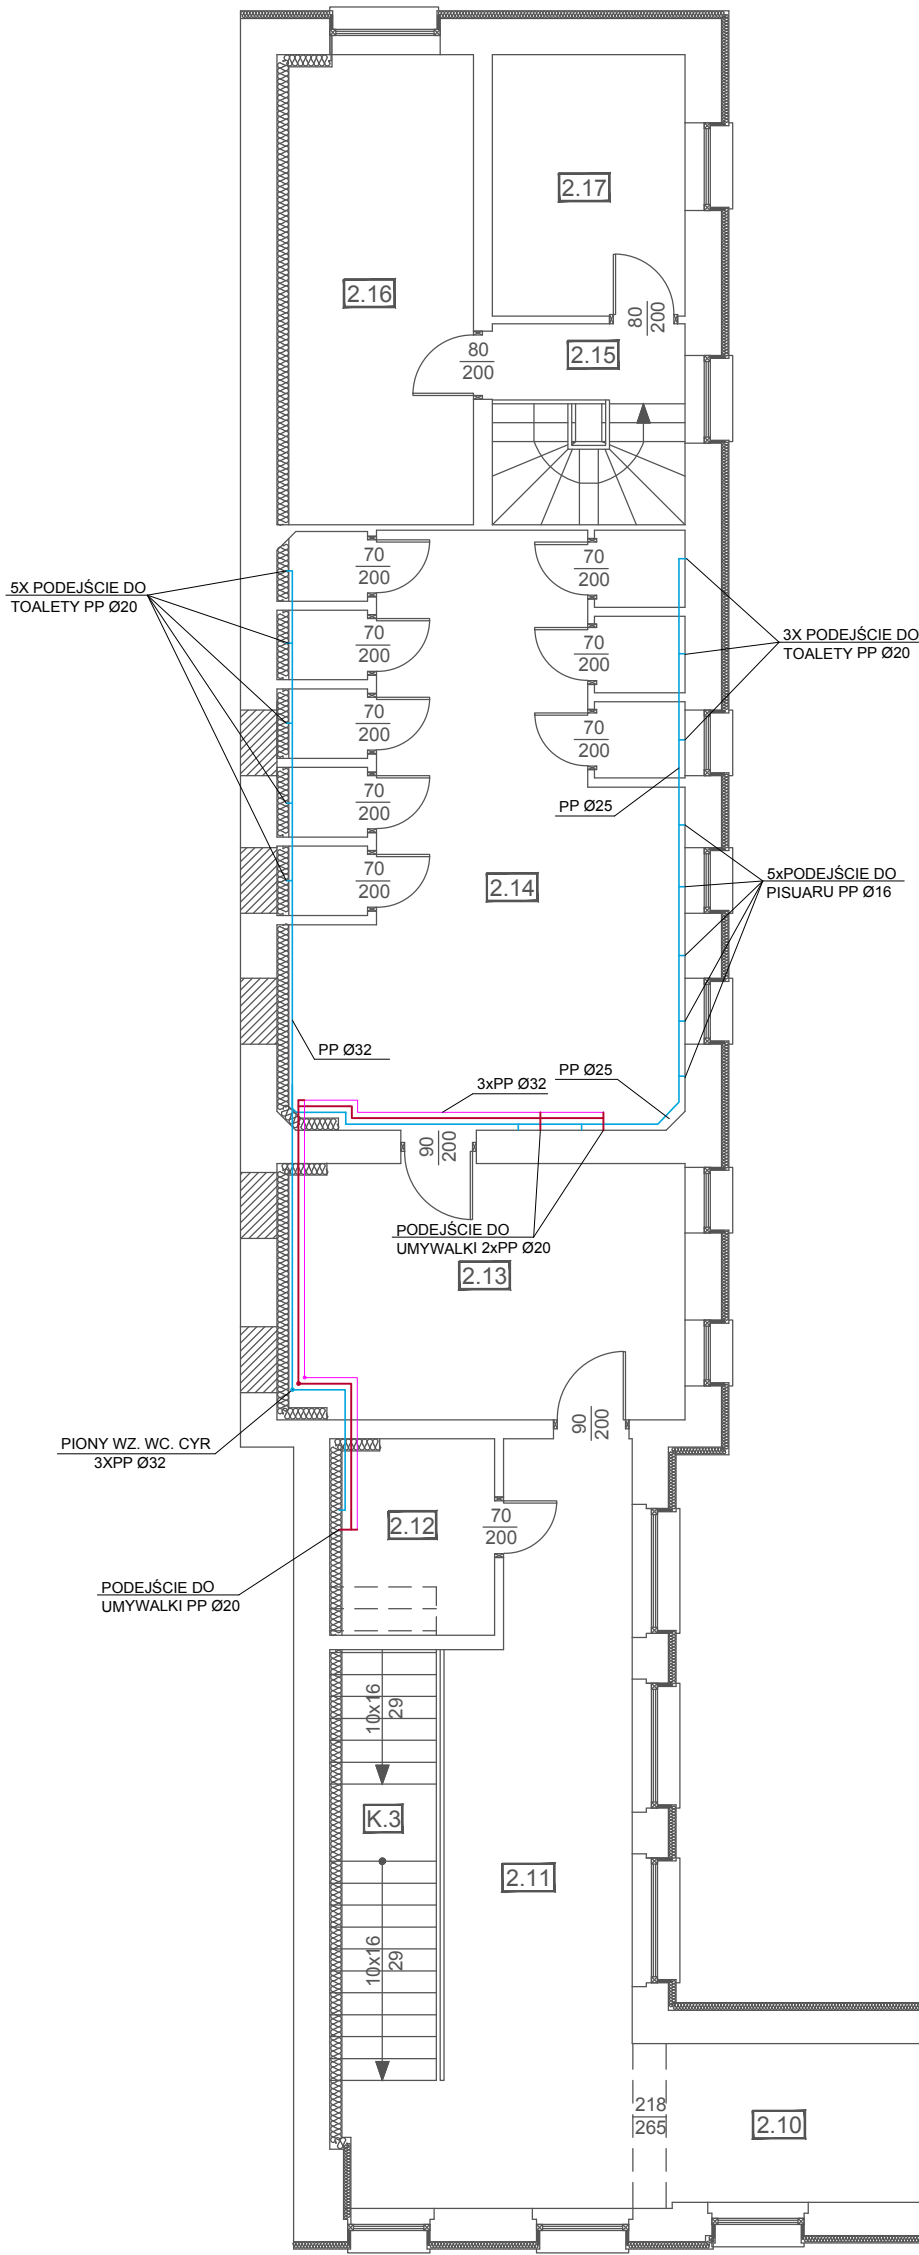 2.17
2.16
80
200
80
200
2.15
70
200
70
200
5X PODEJŚCIE DO
TOALETY PP Ø20
3X PODEJŚCIE DO
TOALETY PP Ø20
70
200
70
200
70
200
70
200
PP Ø25
70
200
70
200
2.14
5xPODEJŚCIE DO
PISUARU PP Ø16
PP Ø32
3xPP Ø32
PP Ø25
90
200
PODEJŚCIE DO
UMYWALKI 2xPP Ø20
2.13
90
200
PIONY WZ. WC. CYR
3XPP Ø32
2.12
70
200
PODEJŚCIE DO
UMYWALKI PP Ø20
10x16
29
K.3
2.11
10x16
29
218
265
2.10